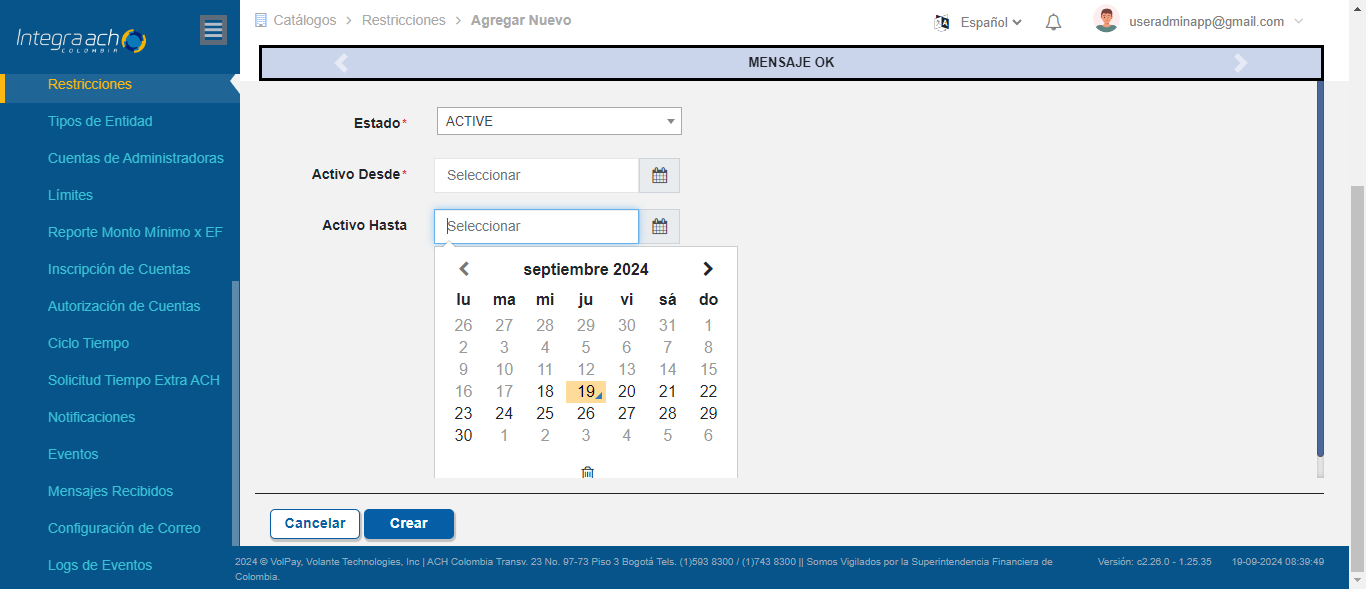 Integra ach
COLOMBIA
Catálogos > Restricciones > Agregar Nuevo
Español
useradminapp@gmail.com
MENSAJE OK
Restricciones
Tipos de Entidad
Cuentas de Administradoras
Límites
Reporte Monto Mínimo x EF
Inscripción de Cuentas
Autorización de Cuentas
Ciclo Tiempo
Solicitud Tiempo Extra ACH
Notificaciones
Eventos
Mensajes Recibidos
Configuración de Correo
Logs de Eventos
Estado* ACTIVE
Activo Desde* Seleccionar
Activo Hasta Seleccionar
septiembre 2024
lu ma mi ju vi sá do
26 27 28 29 30 31 1
2 3 4 5 6 7 8
9 10 11 12 13 14 15
16 17 18 19 20 21 22
23 24 25 26 27 28 29
30 1 2 3 4 5 6
Cancelar Crear
2024 © VolPay, Volante Technologies, Inc | ACH Colombia Transv. 23 No. 97-73 Piso 3 Bogotá Tels. (1)593 8300 / (1)743 8300 || Somos Vigilados por la Superintendencia Financiera de
Colombia.
Versión: c2.26.0 - 1.25.35 19-09-2024 08:39:49